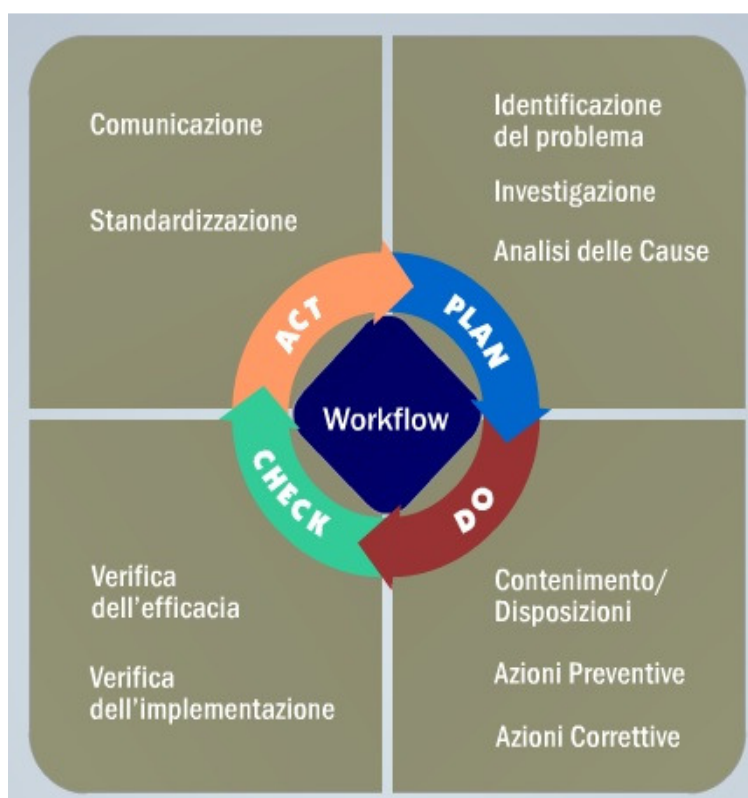 Comunicazione
Standardizzazione
Identificazione
del problema
Investigazione
Analisi delle Cause
ACT
PLAN
Workflow
CHECK
DO
Verifica
dell'efficacia
Verifica
dell'implementazione
Contenimento/
Disposizioni
Azioni Preventive
Azioni Correttive